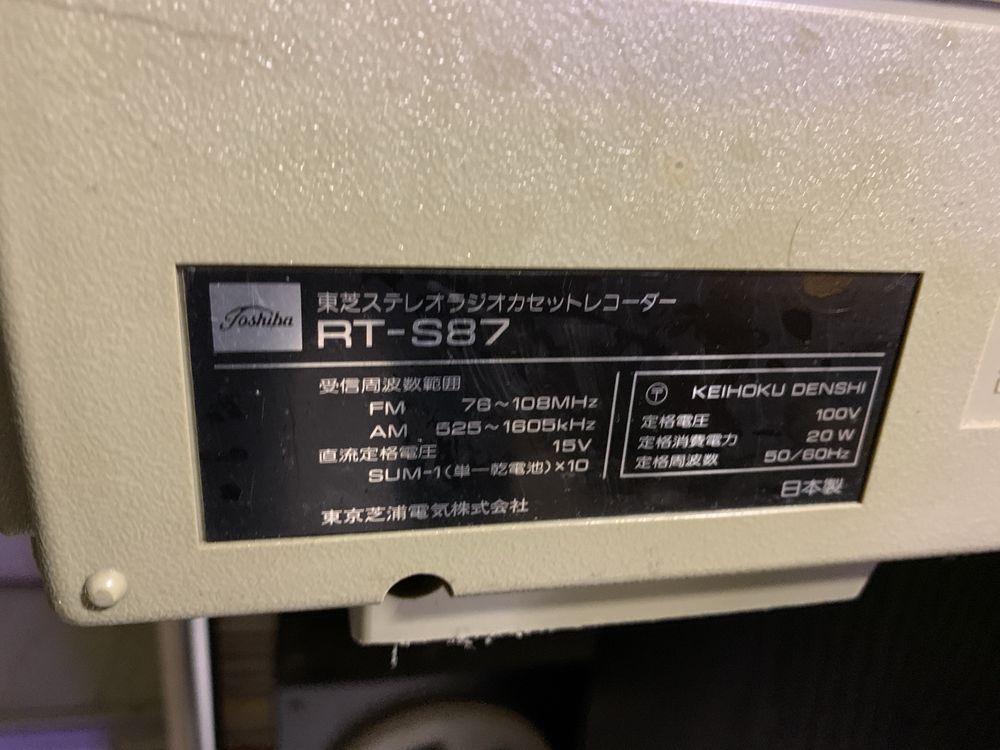 Toshiba
東芝ステレオラジオカセットレコーダー
RT-S87
受信周波数範囲
FM 76~108MHz
AM 525~1605kHz
直流定格電圧 15V
SUM-1(単一乾電池)×10
東京芝浦電気株式会社
〒 KEIHOKU DENSHI
定格電圧 100V
定格消費電力 20W
定格周波数 50/60Hz
日本製